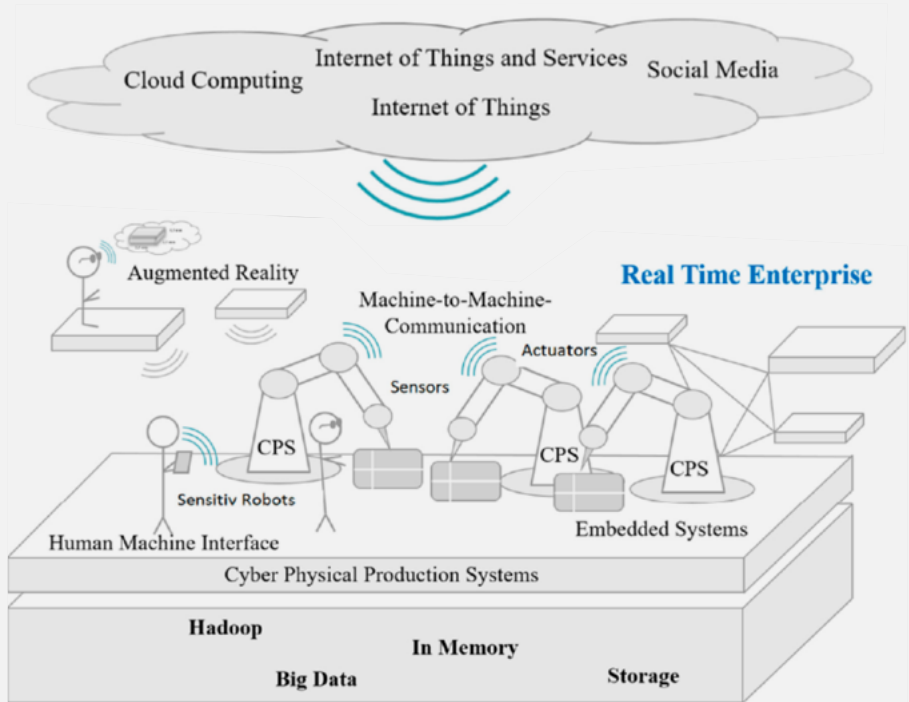 Internet of Things and Services
Cloud Computing
Social Media
Internet of Things
Augmented Reality
Real Time Enterprise
Machine-to-Machine-
Communication
Actuators
Sensors
CPS
CPS
CPS
Sensitiv Robots
Human Machine Interface
Embedded Systems
Cyber Physical Production Systems
Hadoop
In Memory
Big Data
Storage